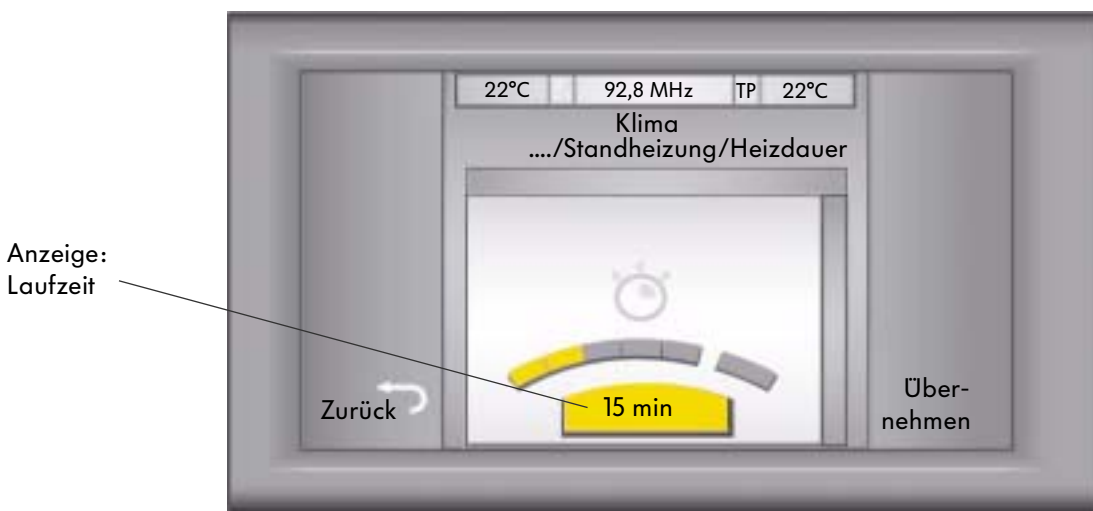 22°C 92,8 MHz TP 22°C
Klima
..../Standheizung/Heizdauer
Anzeige:
Laufzeit
Zurück
15 min
Über-
nehmen